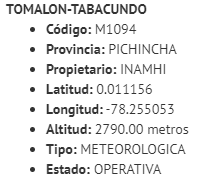 TOMALON-TABACUNDO
• Código: M1094
• Provincia: PICHINCHA
• Propietario: INAMHI
• Latitud: 0.011156
• Longitud: -78.255053
• Altitud: 2790.00 metros
• Tipo: METEOROLOGICA
• Estado: OPERATIVA